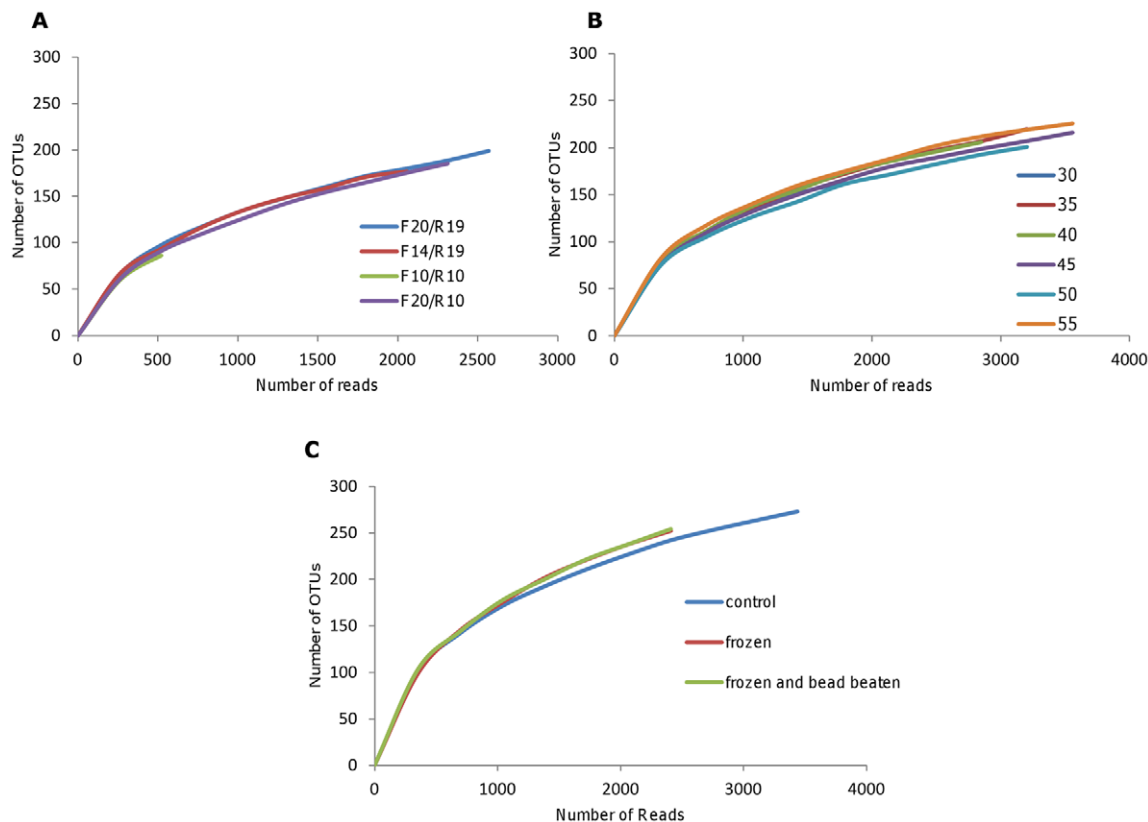 A
300
250
200
150
100
50
0
Number of OTUs
0 500 1000 1500 2000 2500 3000
Number of reads
F20/R19
F14/R19
F10/R10
F20/R10
B
300
250
200
150
100
50
0
Number of OTUs
0 1000 2000 3000 4000
Number of reads
30
35
40
45
50
55
C
300
250
200
150
100
50
0
Number of OTUs
0 1000 2000 3000 4000
Number of Reads
control
frozen
frozen and bead beaten